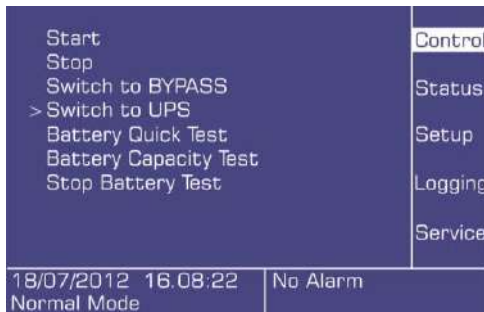 Start
Stop
Switch to BYPASS
> Switch to UPS
Battery Quick Test
Battery Capacity Test
Stop Battery Test
Control
Status
Setup
Logging
Service
18/07/2012 16.08:22
No Alarm
Normal Mode